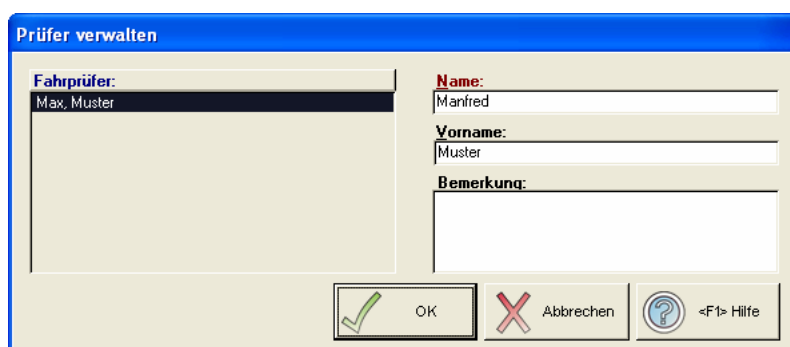 Prüfer verwalten
Fahrprüfer:
Max, Muster
Name:
Manfred
Vorname:
Muster
Bemerkung:
OK
Abbrechen
<F1> Hilfe